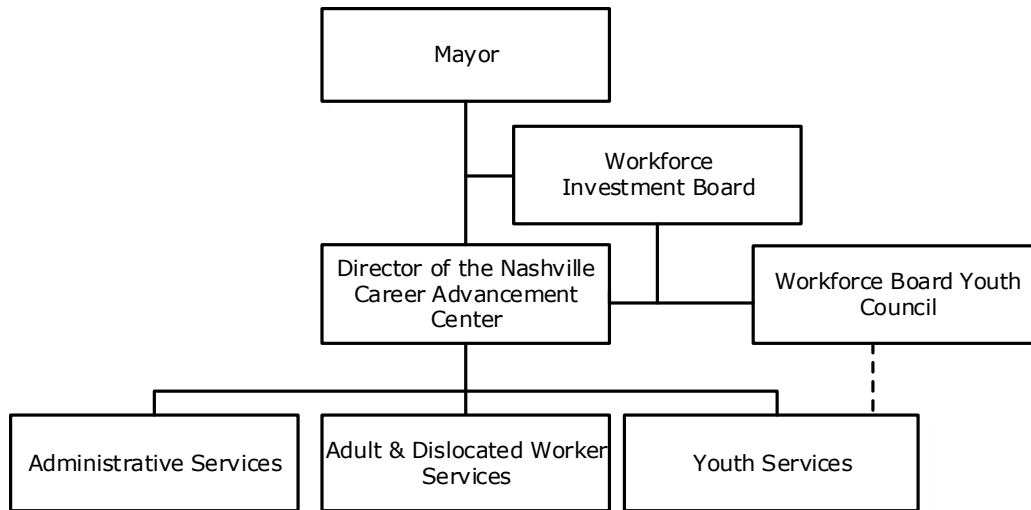 Mayor
Workforce
Investment Board
Director of the Nashville
Career Advancement
Center
Workforce Board Youth
Council
Administrative Services
Adult & Dislocated Worker
Services
Youth Services